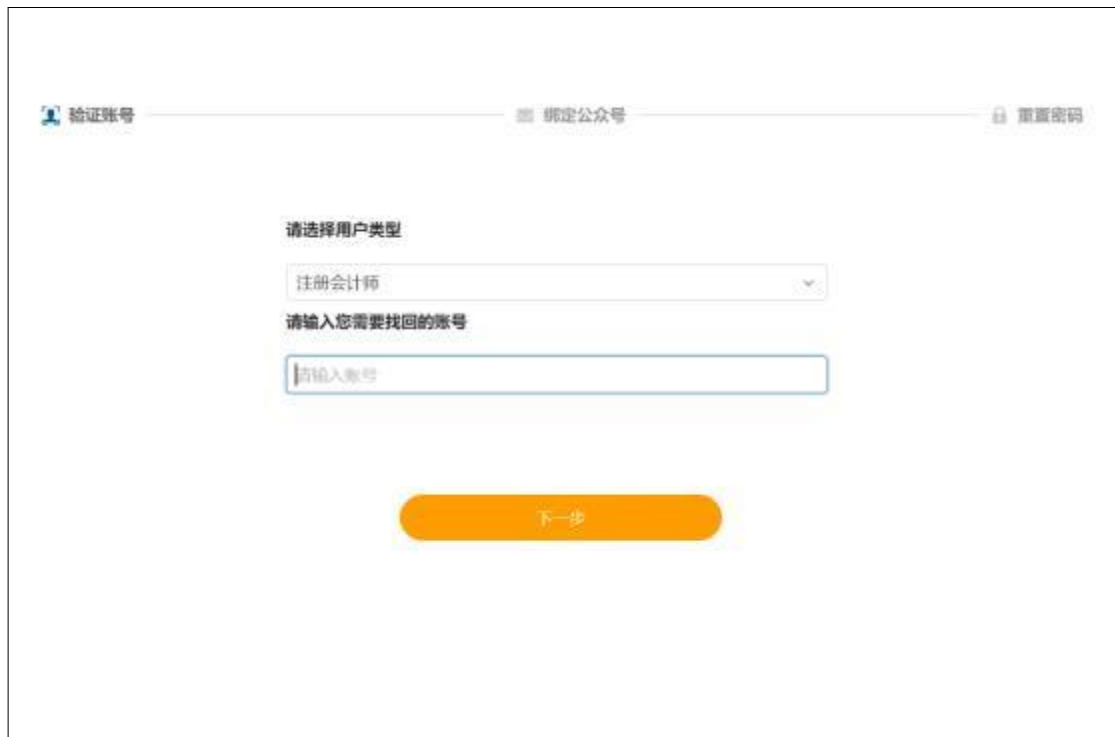 验证账号
绑定公众号
重置密码
请选择用户类型
注册会计师
请输入您需要找回的账号
请输入账号
下一步